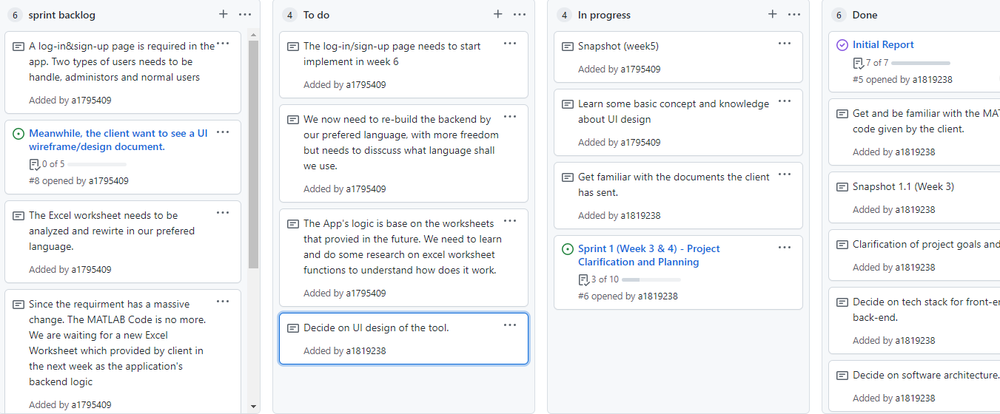 6 sprint backlog
A log-in&sign-up page is required in the
app. Two types of users needs to be
handle, administors and normal users
Added by a1795409
Meanwhile, the client want to see a UI
wireframe/design document.
0 of 5
#8 opened by a1795409
The Excel worksheet needs to be
analyzed and rewirte in our prefered
language.
Added by a1795409
Since the requirment has a massive
change. The MATLAB Code is no more.
We are waiting for a new Excel
Worksheet which provided by client in
the next week as the application's
backend logic
Added by a1795409
4 To do
The log-in/sign-up page needs to start
implement in week 6
Added by a1795409
We now need to re-build the backend by
our prefered language, with more freedom
but needs to disscuss what language shall
we use.
Added by a1795409
The App's logic is base on the worksheets
that provied in the future. We need to learn
and do some research on excel worksheet
functions to understand how does it work.
Added by a1795409
Decide on UI design of the tool.
Added by a1819238
4 In progress
Snapshot (week5)
Added by a1795409
Learn some basic concept and knowledge
about UI design
Added by a1795409
Get familiar with the documents the client
has sent.
Added by a1819238
Sprint 1 (Week 3 & 4) - Project
Clarification and Planning
3 of 10
#6 opened by a1819238
6 Done
Initial Report
7 of 7
#5 opened by a1819238
Get and be familiar with the MAT
code given by the client.
Added by a1819238
Snapshot 1.1 (Week 3)
Added by a1819238
Clarification of project goals and
Added by a1819238
Decide on tech stack for front-en
back-end.
Added by a1819238
Decide on software architecture.
Added by a1819238